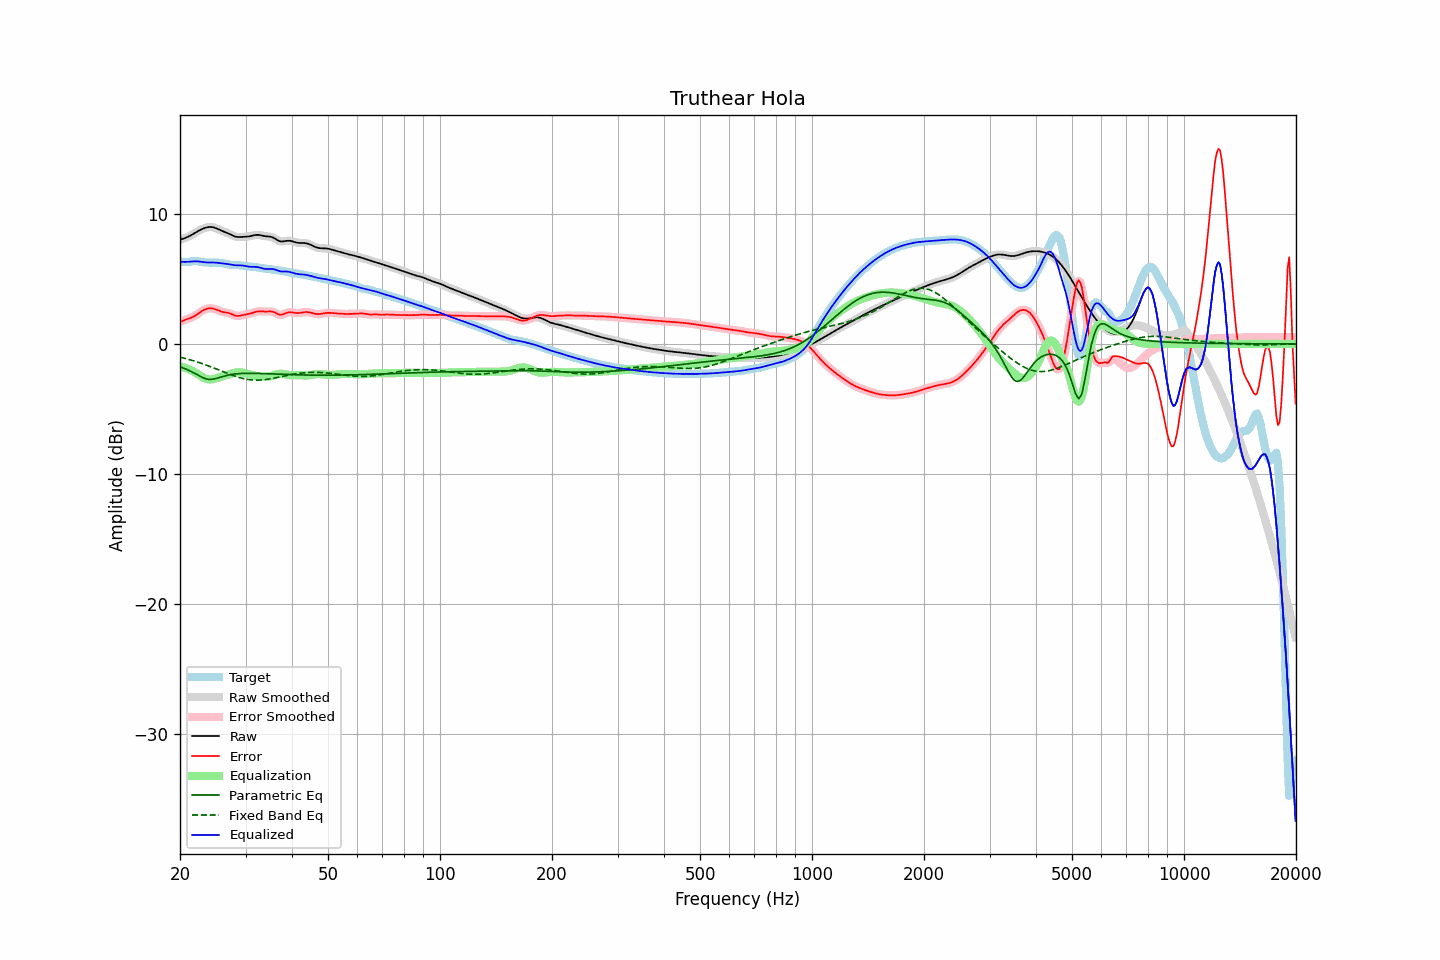 Truthear Hola
Amplitude (dBr)
10
0
−10
−20
−30
Target
Raw Smoothed
Error Smoothed
Raw
Error
Equalization
Parametric Eq
Fixed Band Eq
Equalized
20 50 100 200 500 1000 2000 5000 10000 20000
Frequency (Hz)